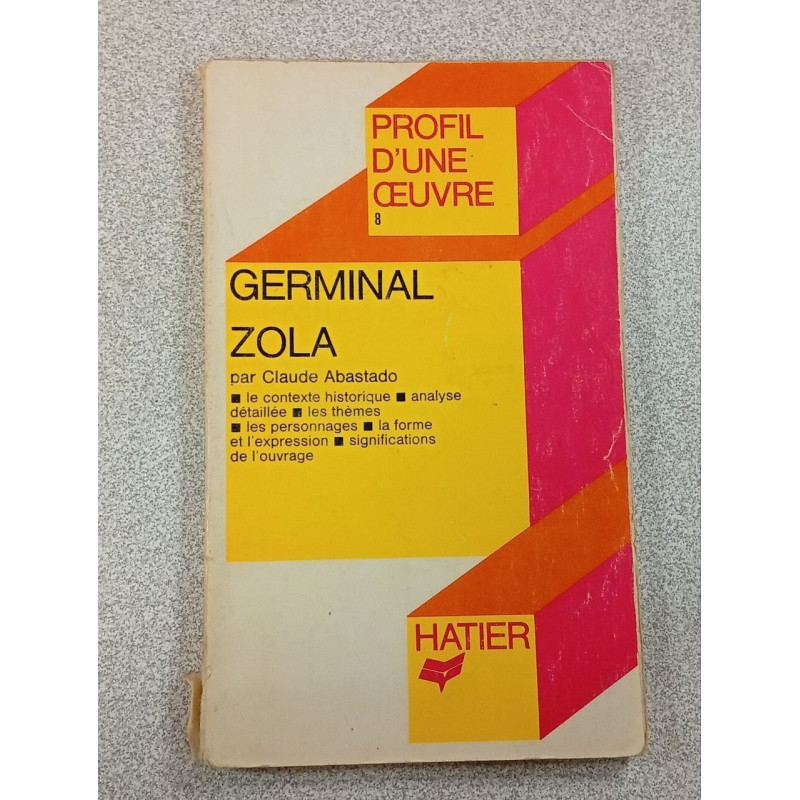 PROFIL
D'UNE
ŒUVRE
8
GERMINAL
ZOLA
par Claude Abastado
■ le contexte historique ■ analyse
détaillée ■ les thèmes
■ les personnages ■ la forme
et l'expression ■ significations
de l'ouvrage
HATIER